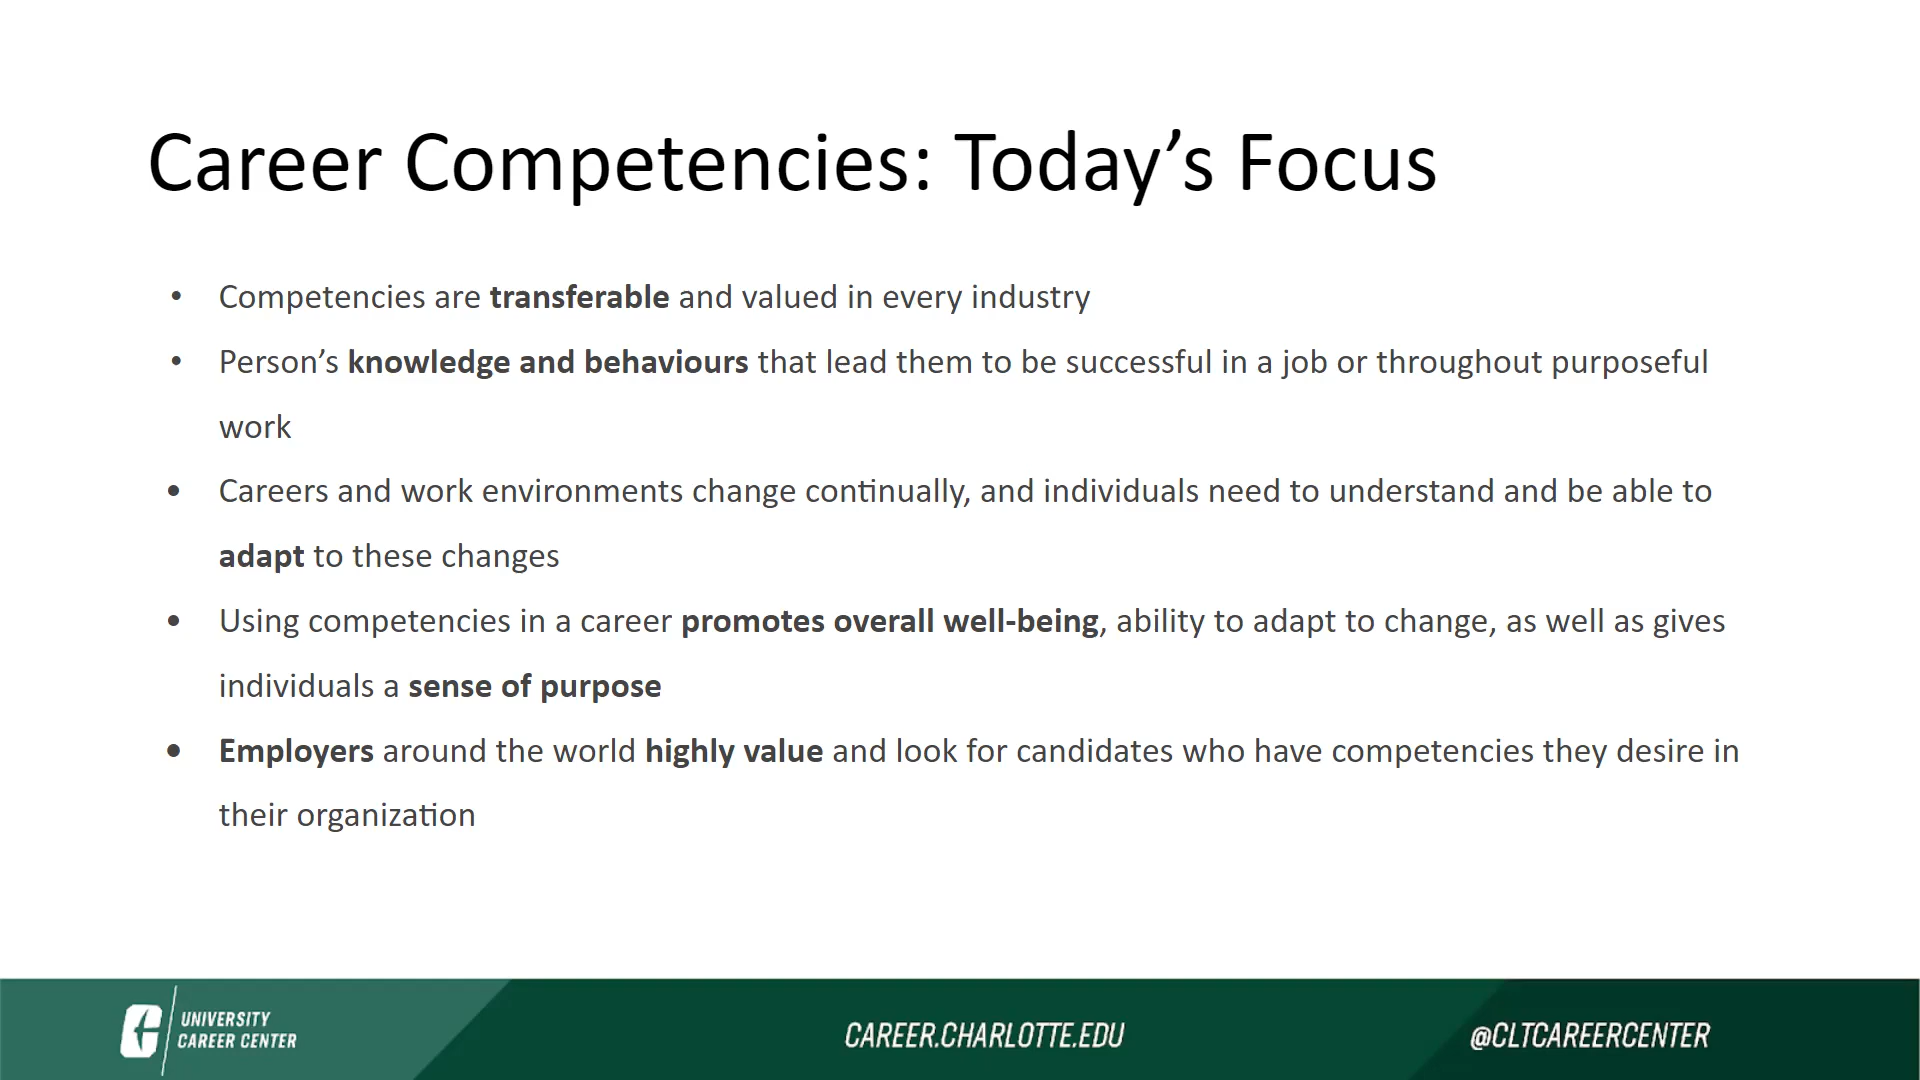 Career Competencies: Today’s Focus
• Competencies are transferable and valued in every industry
• Person’s knowledge and behaviours that lead them to be successful in a job or throughout purposeful
work
• Careers and work environments change continually, and individuals need to understand and be able to
adapt to these changes
• Using competencies in a career promotes overall well-being, ability to adapt to change, as well as gives
individuals a sense of purpose
• Employers around the world highly value and look for candidates who have competencies they desire in
their organization
UNIVERSITY
CAREER CENTER
CAREER.CHARLOTTE.EDU
@CLTCAREERCENTER